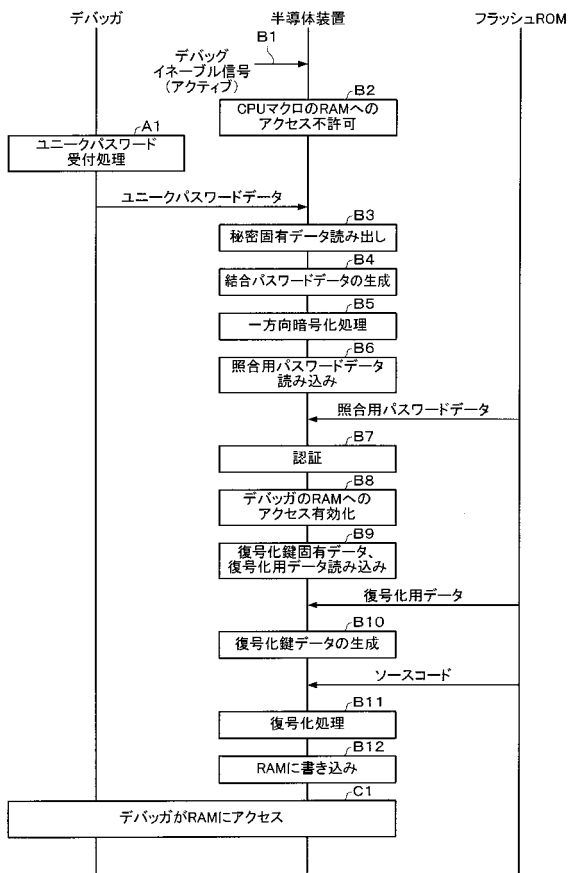 デバッガ
半導体装置
フラッシュROM
B1
デバッグ
イネーブル信号
(アクティブ)
B2
CPUマクロのRAMへの
アクセス不許可
A1
ユニークパスワード
受付処理
ユニークパスワードデータ
B3
秘密固有データ読み出し
B4
結合パスワードデータの生成
B5
一方向暗号化処理
B6
照合用パスワードデータ
読み込み
照合用パスワードデータ
B7
認証
B8
デバッガのRAMへの
アクセス有効化
B9
復号化鍵固有データ、
復号化用データ読み込み
復号化用データ
B10
復号化鍵データの生成
ソースコード
B11
復号化処理
B12
RAMに書き込み
C1
デバッガがRAMにアクセス